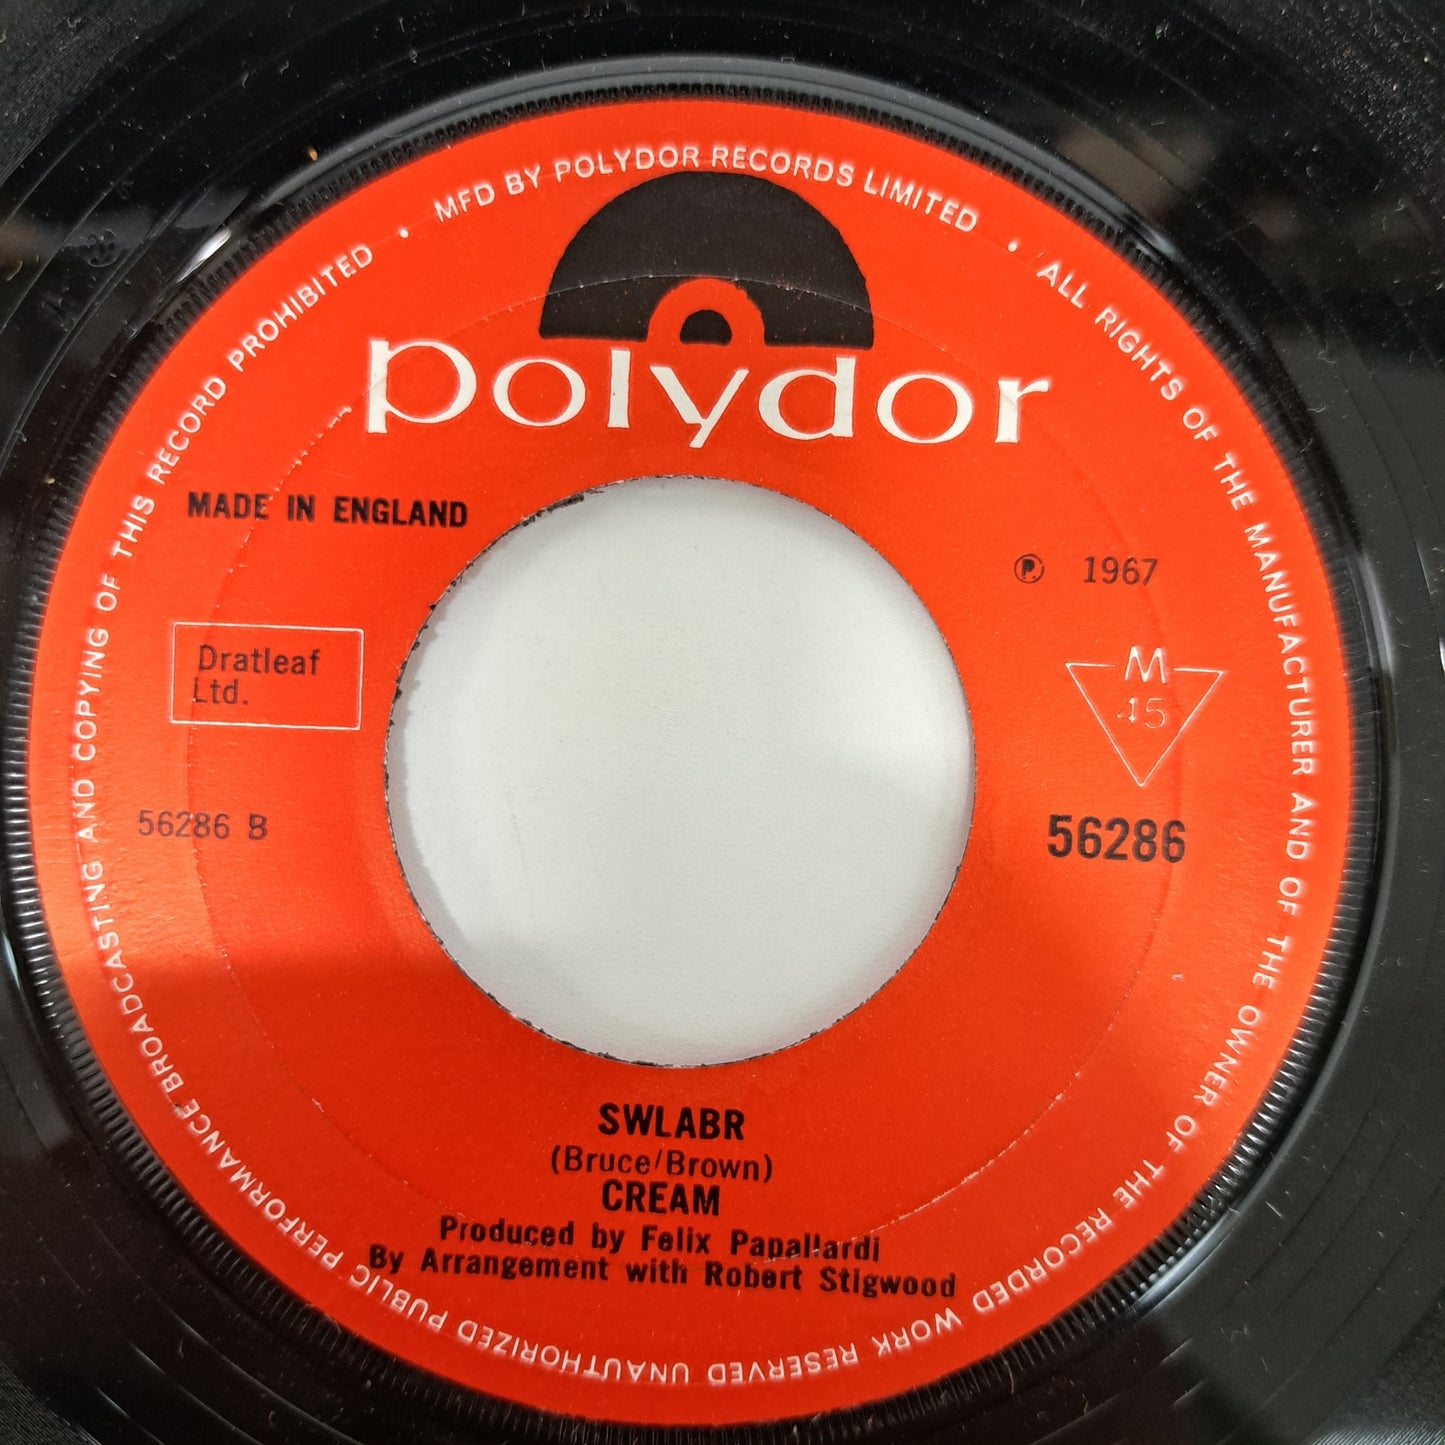 MFD BY POLYDOR RECORDS LIMITED • ALL RIGHTS OF THE MANUFACTURER AND OF THE OWNER OF THE RECORDED WORK RESERVED UNAUTHORIZED PUBLIC PERFORMANCE BROADCASTING AND COPYING OF THIS RECORD PROHIBITED •
polydor
MADE IN ENGLAND
℗ 1967
Dratleaf
Ltd.
M
45
56286 B
56286
SWLABR
(Bruce/Brown)
CREAM
Produced by Felix Papallardi
By Arrangement with Robert Stigwood